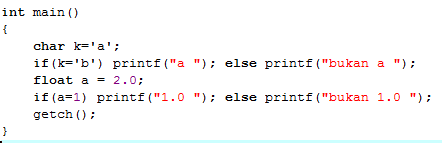 int main()
{
char k='a';
if(k='b') printf("a "); else printf("bukan a ");
float a = 2.0;
if(a=1) printf("1.0 "); else printf("bukan 1.0 ");
getch();
}